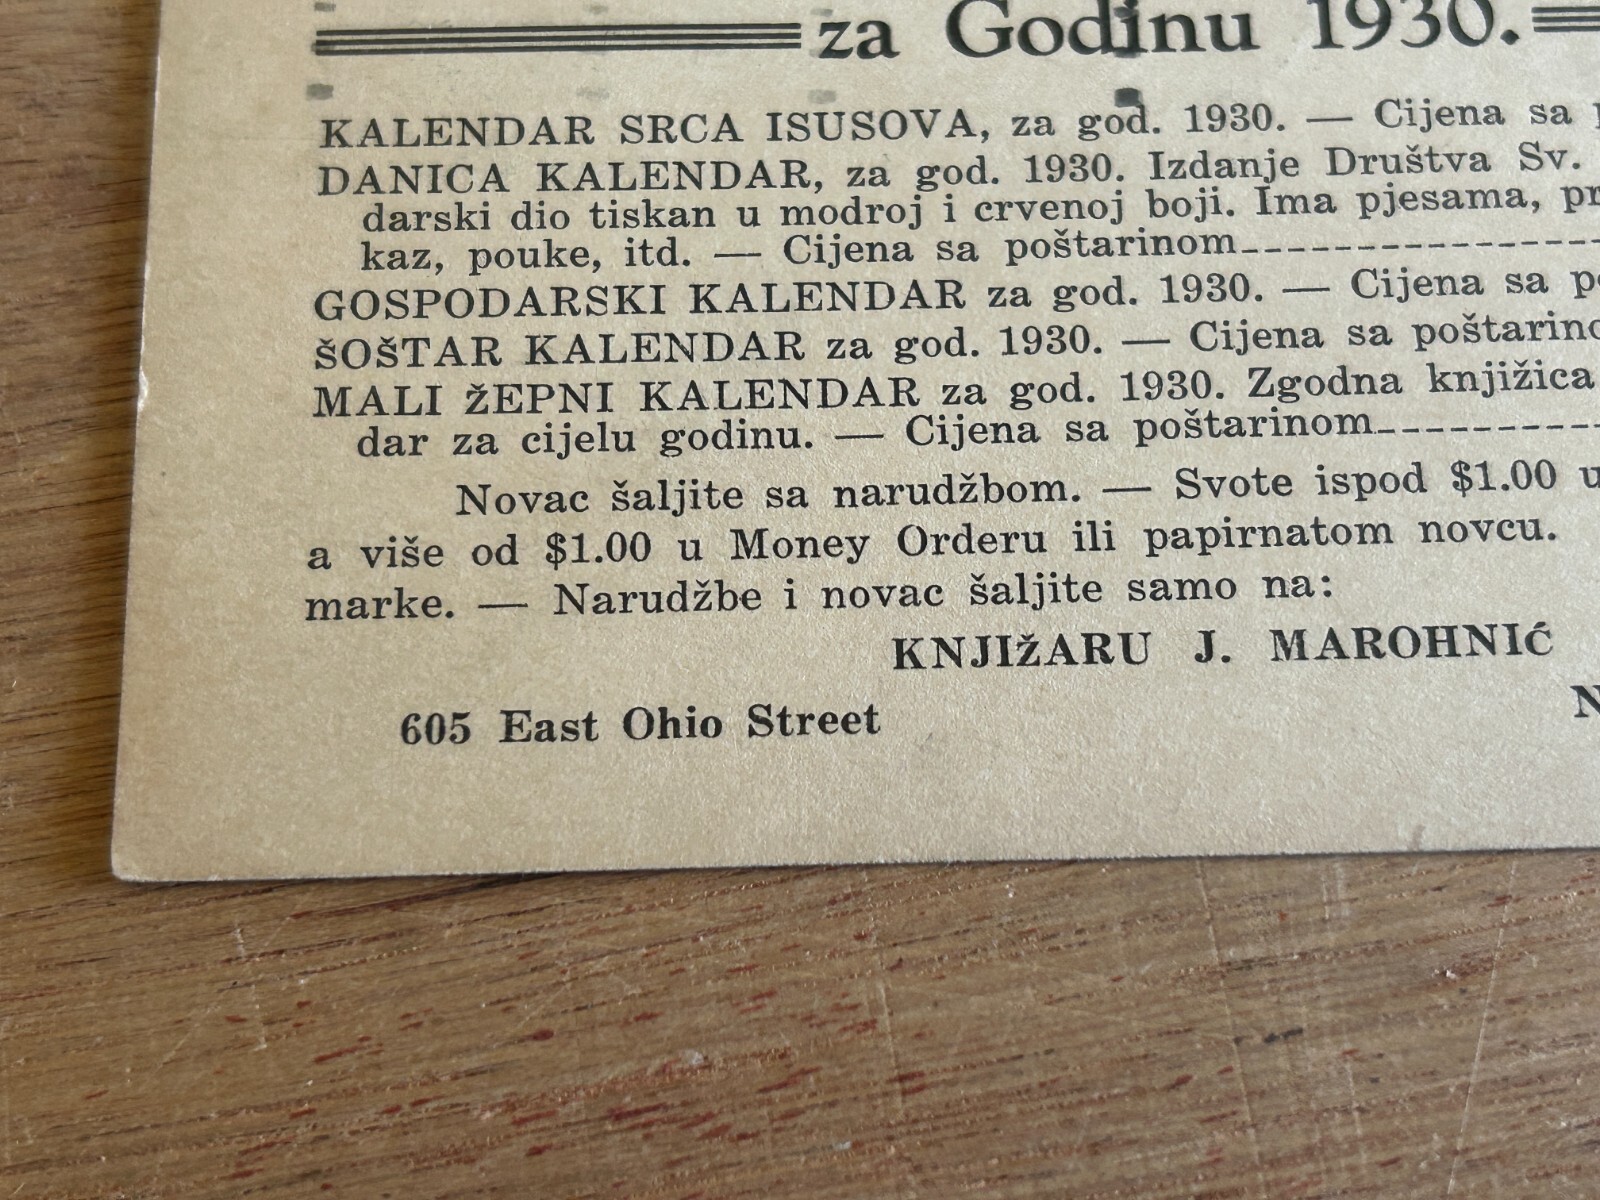 za Godinu 1930.
KALENDAR SRCA ISUSOVA, za god. 1930. — Cijena sa
DANICA KALENDAR, za god. 1930. Izdanje Društva Sv.
darski dio tiskan u modroj i crvenoj boji. Ima pjesama,
kaz, pouke, itd. — Cijena sa poštarinom
GOSPODARSKI KALENDAR za god. 1930. — Cijena sa
ŠOŠTAR KALENDAR za god. 1930. — Cijena sa
MALI ŽEPNI KALENDAR za god. 1930. Zgodna knjižica
dar za cijelu godinu. — Cijena sa poštarinom
Novac šaljite sa narudžbom. — Svote ispod $1.00 u
a više od $1.00 u Money Orderu ili papirnatom novcu.
marke. — Narudžbe i novac šaljite samo na:
KNJIŽARU J. MAROHNIĆ
605 East Ohio Street